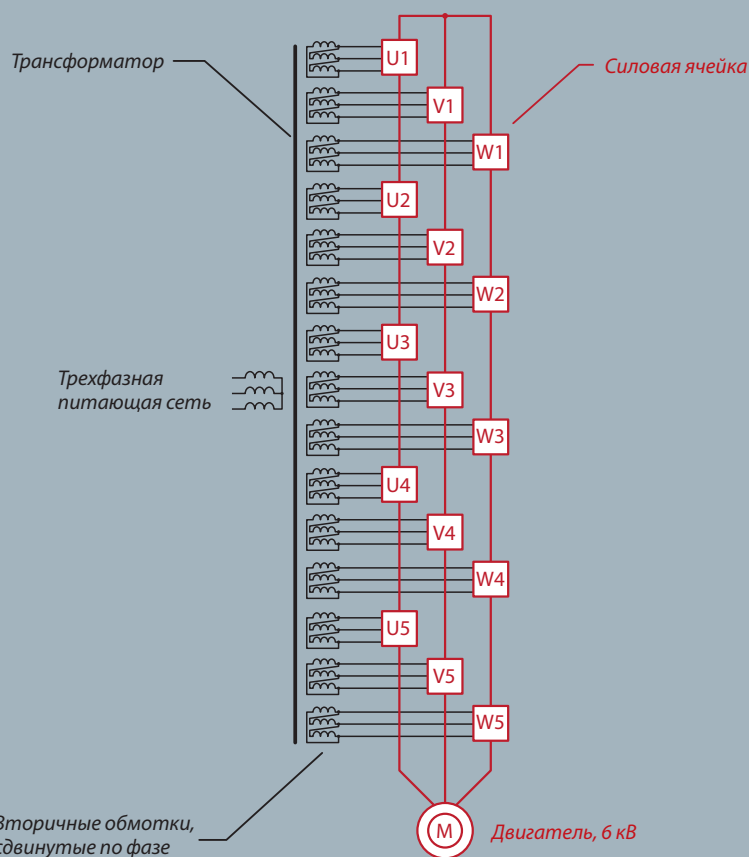 Трансформатор
U1
Силовая ячейка
V1
W1
U2
V2
W2
U3
Трехфазная
питающая сеть
V3
W3
U4
V4
W4
U5
V5
W5
Вторичные обмотки,
сдвинутые по фазе
M
Двигатель, 6 кВ